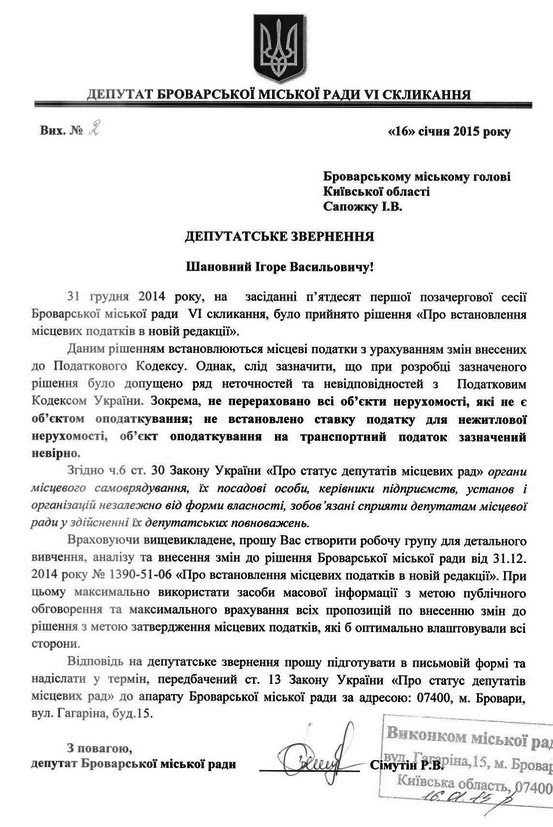 ДЕПУТАТ БРОВАРСЬКОЇ МІСЬКОЇ РАДИ VI СКЛИКАННЯ
Вих. № 2 «16» січня 2015 року
Броварському міському голові
Київської області
Сапожку І.В.
ДЕПУТАТСЬКЕ ЗВЕРНЕННЯ
Шановний Ігоре Васильовичу!
31 грудня 2014 року, на засіданні п’ятдесят першої позачергової сесії
Броварської міської ради VI скликання, було прийнято рішення «Про встановлення
місцевих податків в новій редакції».
Даним рішенням встановлюються місцеві податки з урахуванням змін внесених
до Податкового Кодексу. Однак, слід зазначити, що при розробці зазначеного
рішення було допущено ряд неточностей та невідповідностей з Податковим
Кодексом України. Зокрема, не перераховано всі об’єкти нерухомості, які не є
об’єктом оподаткування; не встановлено ставку податку для нежитлової
нерухомості, об’єкт оподаткування на транспортний податок зазначений
невірно.
Згідно ч.6 ст. 30 Закону України «Про статус депутатів місцевих рад» органи
місцевого самоврядування, їх посадові особи, керівники підприємств, установ і
організацій незалежно від форми власності, зобов’язані сприяти депутатам місцевої
ради у здійсненні їх депутатських повноважень.
Враховуючи вищевикладене, прошу Вас створити робочу групу для детального
вивчення, аналізу та внесення змін до рішення Броварської міської ради від 31.12.
2014 року № 1390-51-06 «Про встановлення місцевих податків в новій редакції». При
цьому максимально використати засоби масової інформації з метою публічного
обговорення та максимального врахування всіх пропозицій по внесенню змін до
рішення з метою затвердження місцевих податків, які б оптимально влаштовували всі
сторони.
Відповідь на депутатське звернення прошу підготувати в письмовій формі та
надіслати у термін, передбачений ст. 13 Закону України «Про статус депутатів
місцевих рад» до апарату Броварської міської ради за адресою: 07400, м. Бровари,
вул. Гагаріна, буд.15.
З повагою,
депутат Броварської міської ради Сімутін Р.В.
Виконком міської рад
вул. Гагаріна,15, м. Бровар
Київська область, 07400